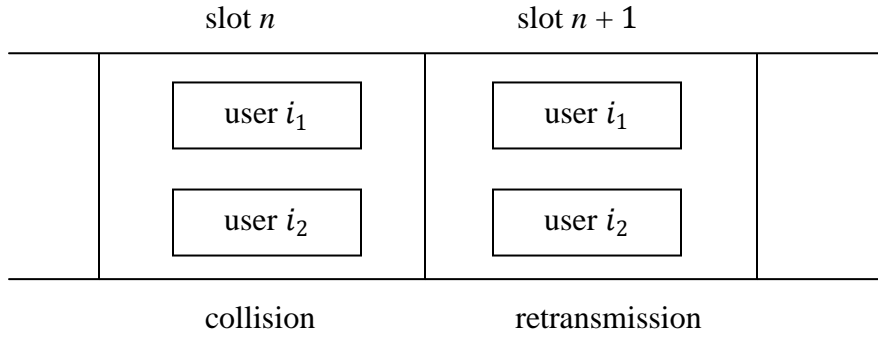 slot n slot n + 1
user i₁ user i₁
user i₂ user i₂
collision retransmission